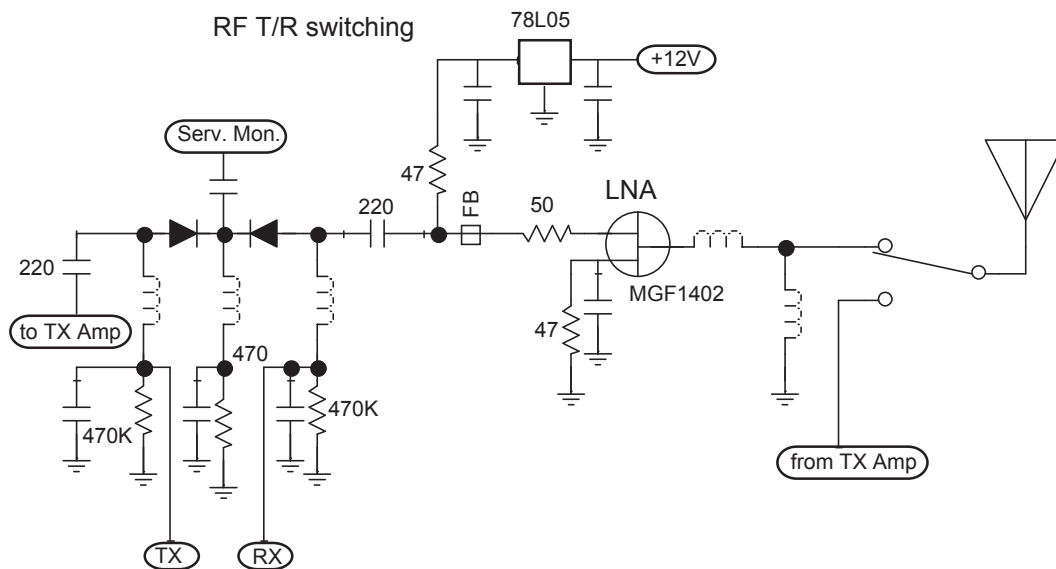 RF T/R switching
78L05
+12V
Serv. Mon.
47
220
FB
50
LNA
220
MGF1402
to TX Amp
47
470
470K
470K
from TX Amp
TX
RX